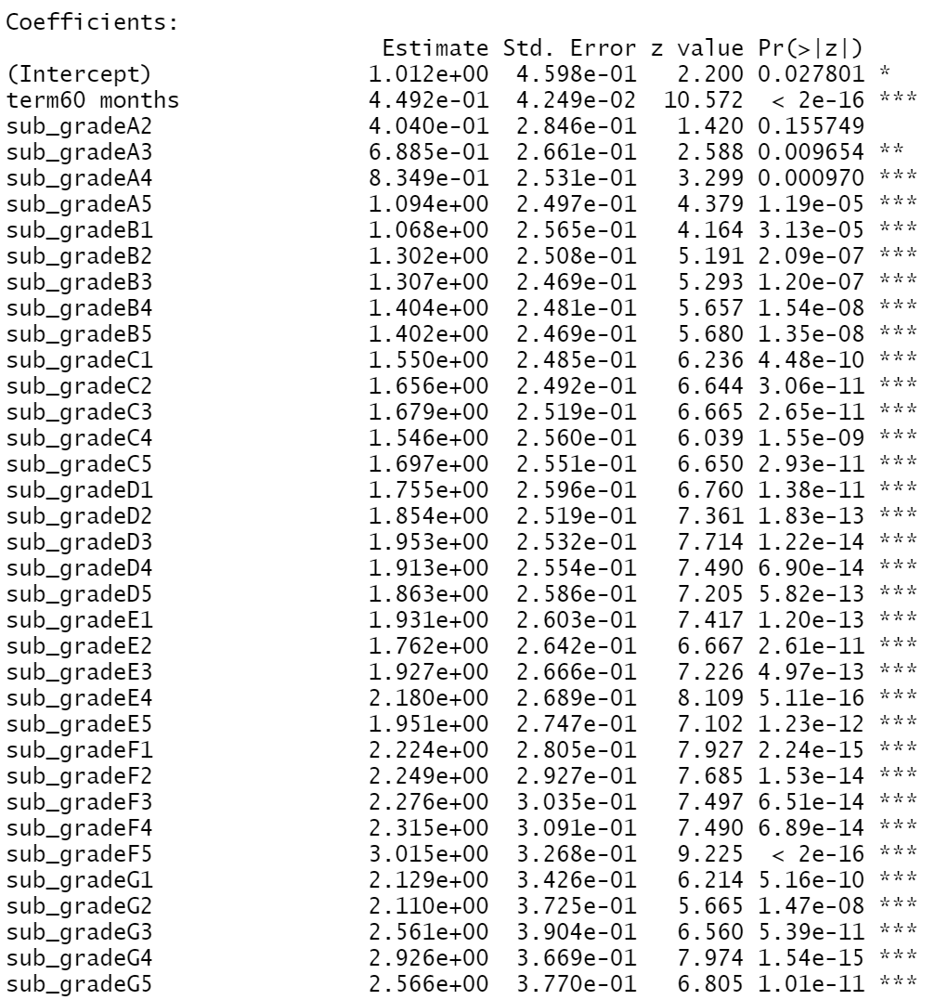 Coefficients:
                          Estimate Std. Error z value Pr(>|z|)
(Intercept)              1.012e+00  4.598e-01   2.200 0.027801 *
term60 months            4.492e-01  4.249e-02  10.572  < 2e-16 ***
sub_gradeA2              4.040e-01  2.846e-01   1.420 0.155749
sub_gradeA3              6.885e-01  2.661e-01   2.588 0.009654 **
sub_gradeA4              8.349e-01  2.531e-01   3.299 0.000970 ***
sub_gradeA5              1.094e+00  2.497e-01   4.379 1.19e-05 ***
sub_gradeB1              1.068e+00  2.565e-01   4.164 3.13e-05 ***
sub_gradeB2              1.302e+00  2.508e-01   5.191 2.09e-07 ***
sub_gradeB3              1.307e+00  2.469e-01   5.293 1.20e-07 ***
sub_gradeB4              1.404e+00  2.481e-01   5.657 1.54e-08 ***
sub_gradeB5              1.402e+00  2.469e-01   5.680 1.35e-08 ***
sub_gradeC1              1.550e+00  2.485e-01   6.236 4.48e-10 ***
sub_gradeC2              1.656e+00  2.492e-01   6.644 3.06e-11 ***
sub_gradeC3              1.679e+00  2.519e-01   6.665 2.65e-11 ***
sub_gradeC4              1.546e+00  2.560e-01   6.039 1.55e-09 ***
sub_gradeC5              1.697e+00  2.551e-01   6.650 2.93e-11 ***
sub_gradeD1              1.755e+00  2.596e-01   6.760 1.38e-11 ***
sub_gradeD2              1.854e+00  2.519e-01   7.361 1.83e-13 ***
sub_gradeD3              1.953e+00  2.532e-01   7.714 1.22e-14 ***
sub_gradeD4              1.913e+00  2.554e-01   7.490 6.90e-14 ***
sub_gradeD5              1.863e+00  2.586e-01   7.205 5.82e-13 ***
sub_gradeE1              1.931e+00  2.603e-01   7.417 1.20e-13 ***
sub_gradeE2              1.762e+00  2.642e-01   6.667 2.61e-11 ***
sub_gradeE3              1.927e+00  2.666e-01   7.226 4.97e-13 ***
sub_gradeE4              2.180e+00  2.689e-01   8.109 5.11e-16 ***
sub_gradeE5              1.951e+00  2.747e-01   7.102 1.23e-12 ***
sub_gradeF1              2.224e+00  2.805e-01   7.927 2.24e-15 ***
sub_gradeF2              2.249e+00  2.927e-01   7.685 1.53e-14 ***
sub_gradeF3              2.276e+00  3.035e-01   7.497 6.51e-14 ***
sub_gradeF4              2.315e+00  3.091e-01   7.490 6.89e-14 ***
sub_gradeF5              3.015e+00  3.268e-01   9.225  < 2e-16 ***
sub_gradeG1              2.129e+00  3.426e-01   6.214 5.16e-10 ***
sub_gradeG2              2.110e+00  3.725e-01   5.665 1.47e-08 ***
sub_gradeG3              2.561e+00  3.904e-01   6.560 5.39e-11 ***
sub_gradeG4              2.926e+00  3.669e-01   7.974 1.54e-15 ***
sub_gradeG5              2.566e+00  3.770e-01   6.805 1.01e-11 ***